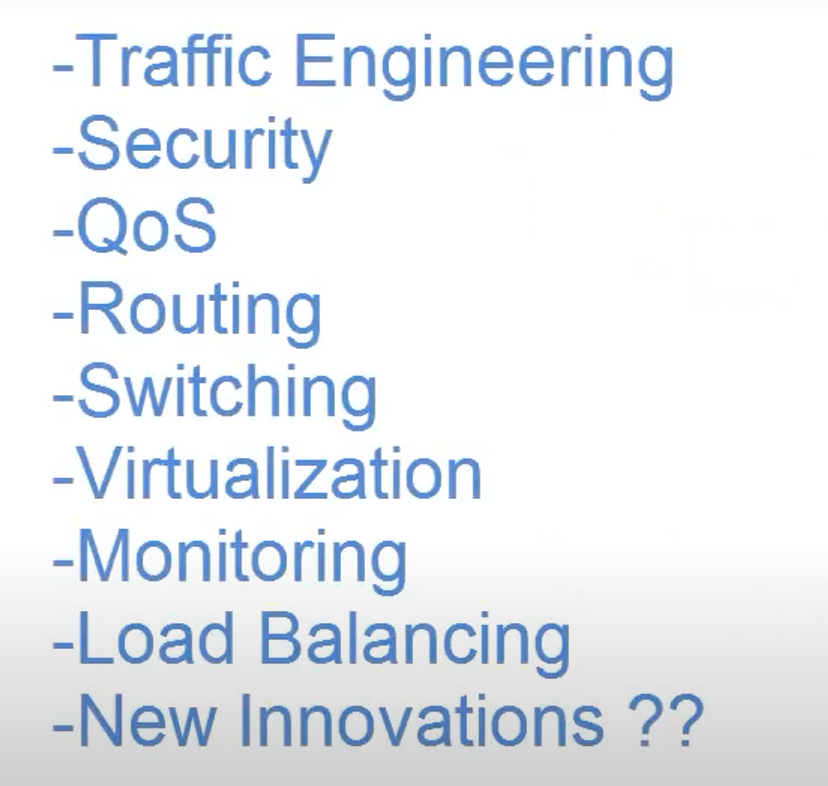 -Traffic Engineering
-Security
-QoS
-Routing
-Switching
-Virtualization
-Monitoring
-Load Balancing
-New Innovations ??